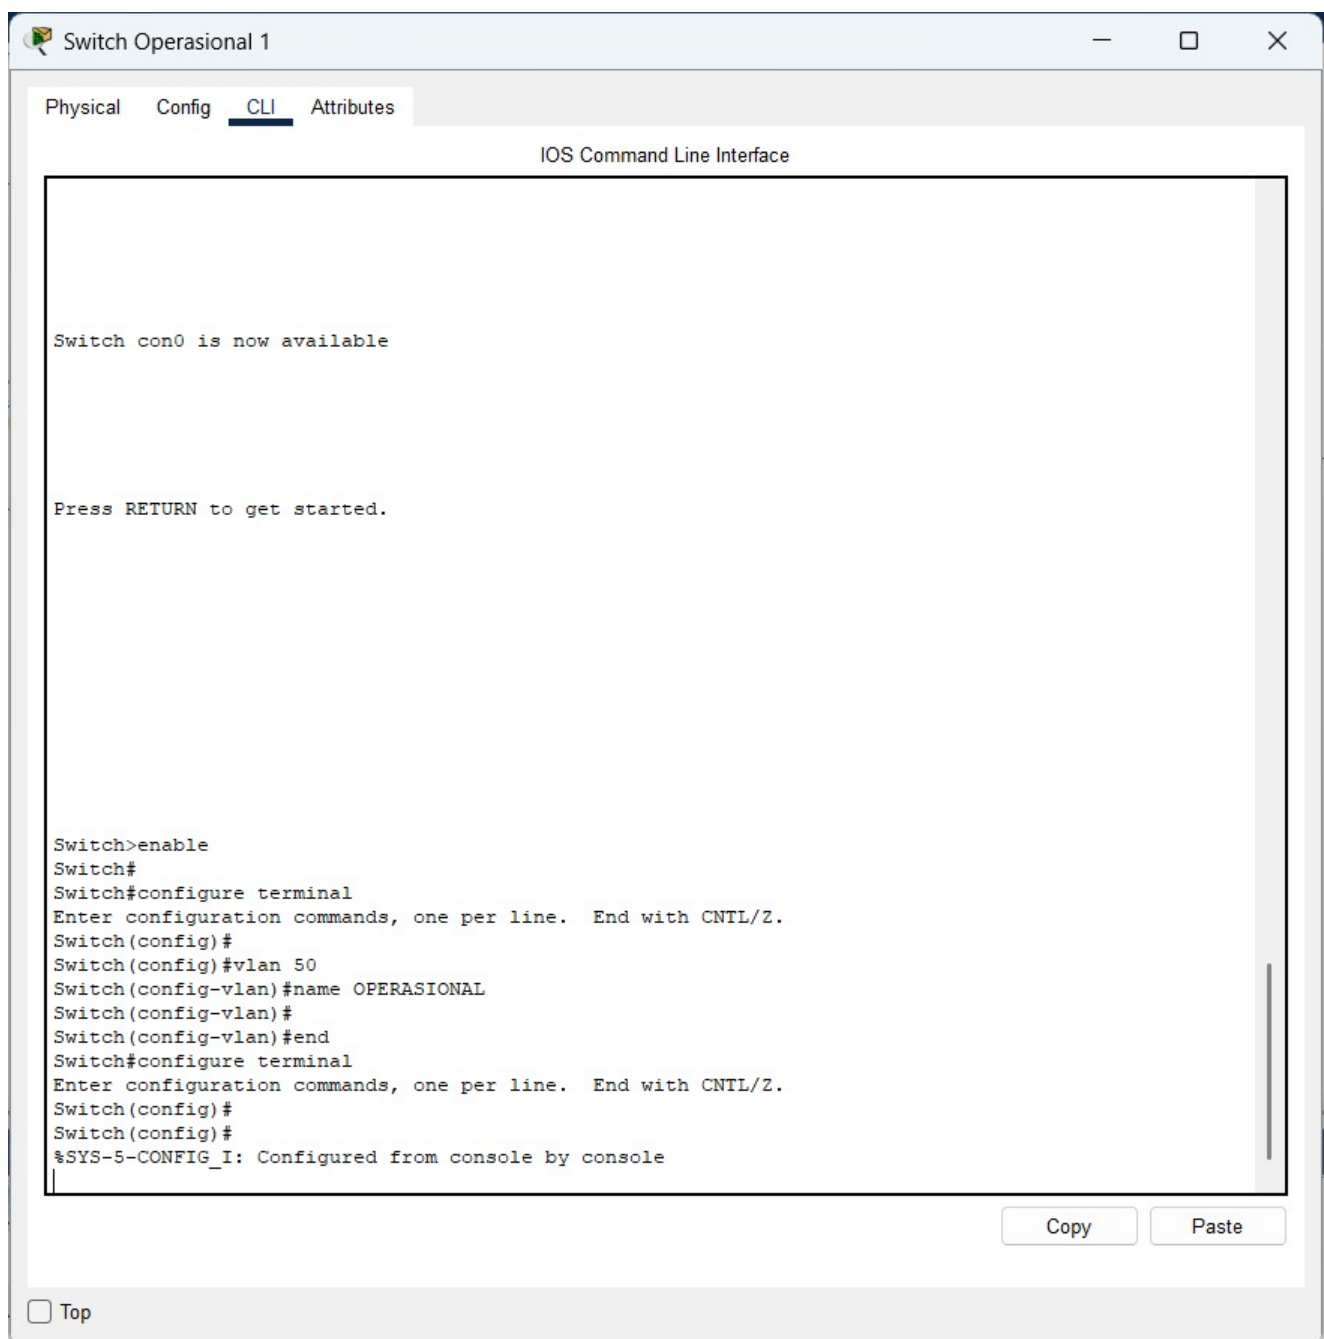 Switch Operasional 1
Physical Config CLI Attributes
IOS Command Line Interface
Switch con0 is now available
Press RETURN to get started.
Switch>enable
Switch#
Switch#configure terminal
Enter configuration commands, one per line.  End with CNTL/Z.
Switch(config)#
Switch(config)#vlan 50
Switch(config-vlan)#name OPERASIONAL
Switch(config-vlan)#
Switch(config-vlan)#end
Switch#configure terminal
Enter configuration commands, one per line.  End with CNTL/Z.
Switch(config)#
Switch(config)#
%SYS-5-CONFIG_I: Configured from console by console
Copy Paste
Top